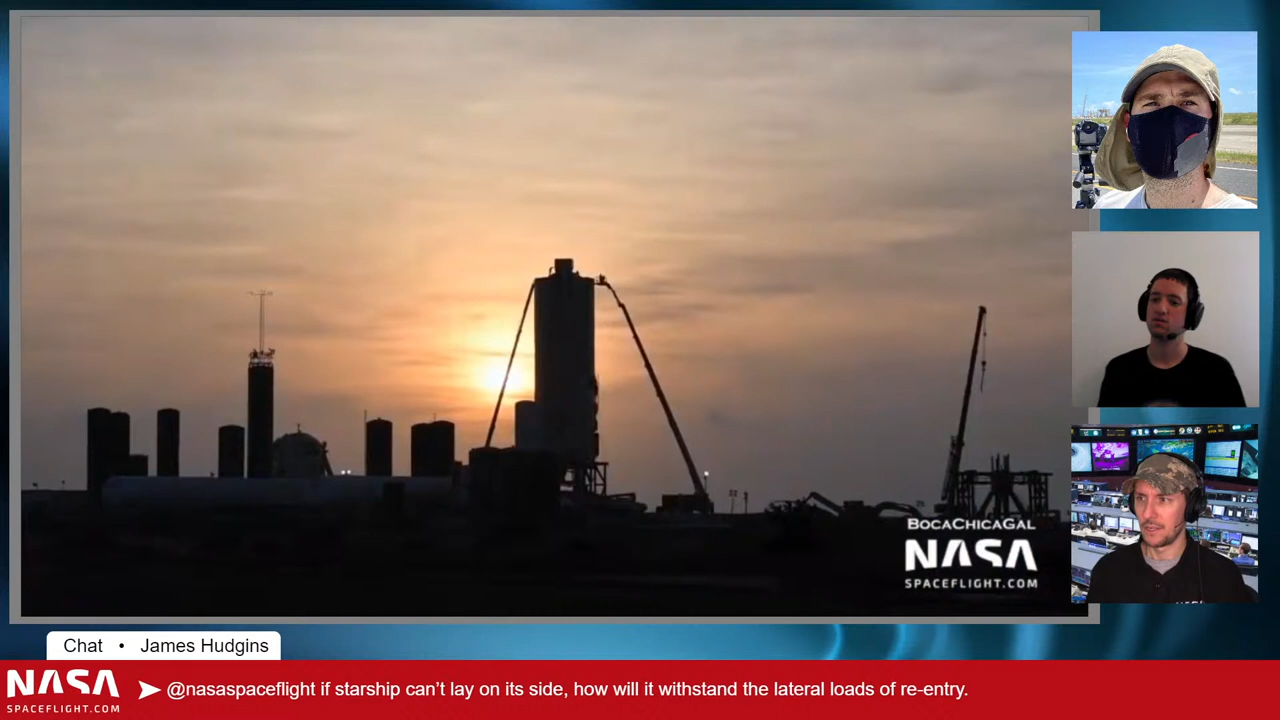 BOCACHICAGAL
NASA
SPACEFLIGHT.COM
Chat • James Hudgins
NASA
SPACEFLIGHT.COM
@nasaspaceflight if starship can't lay on its side, how will it withstand the lateral loads of re-entry.